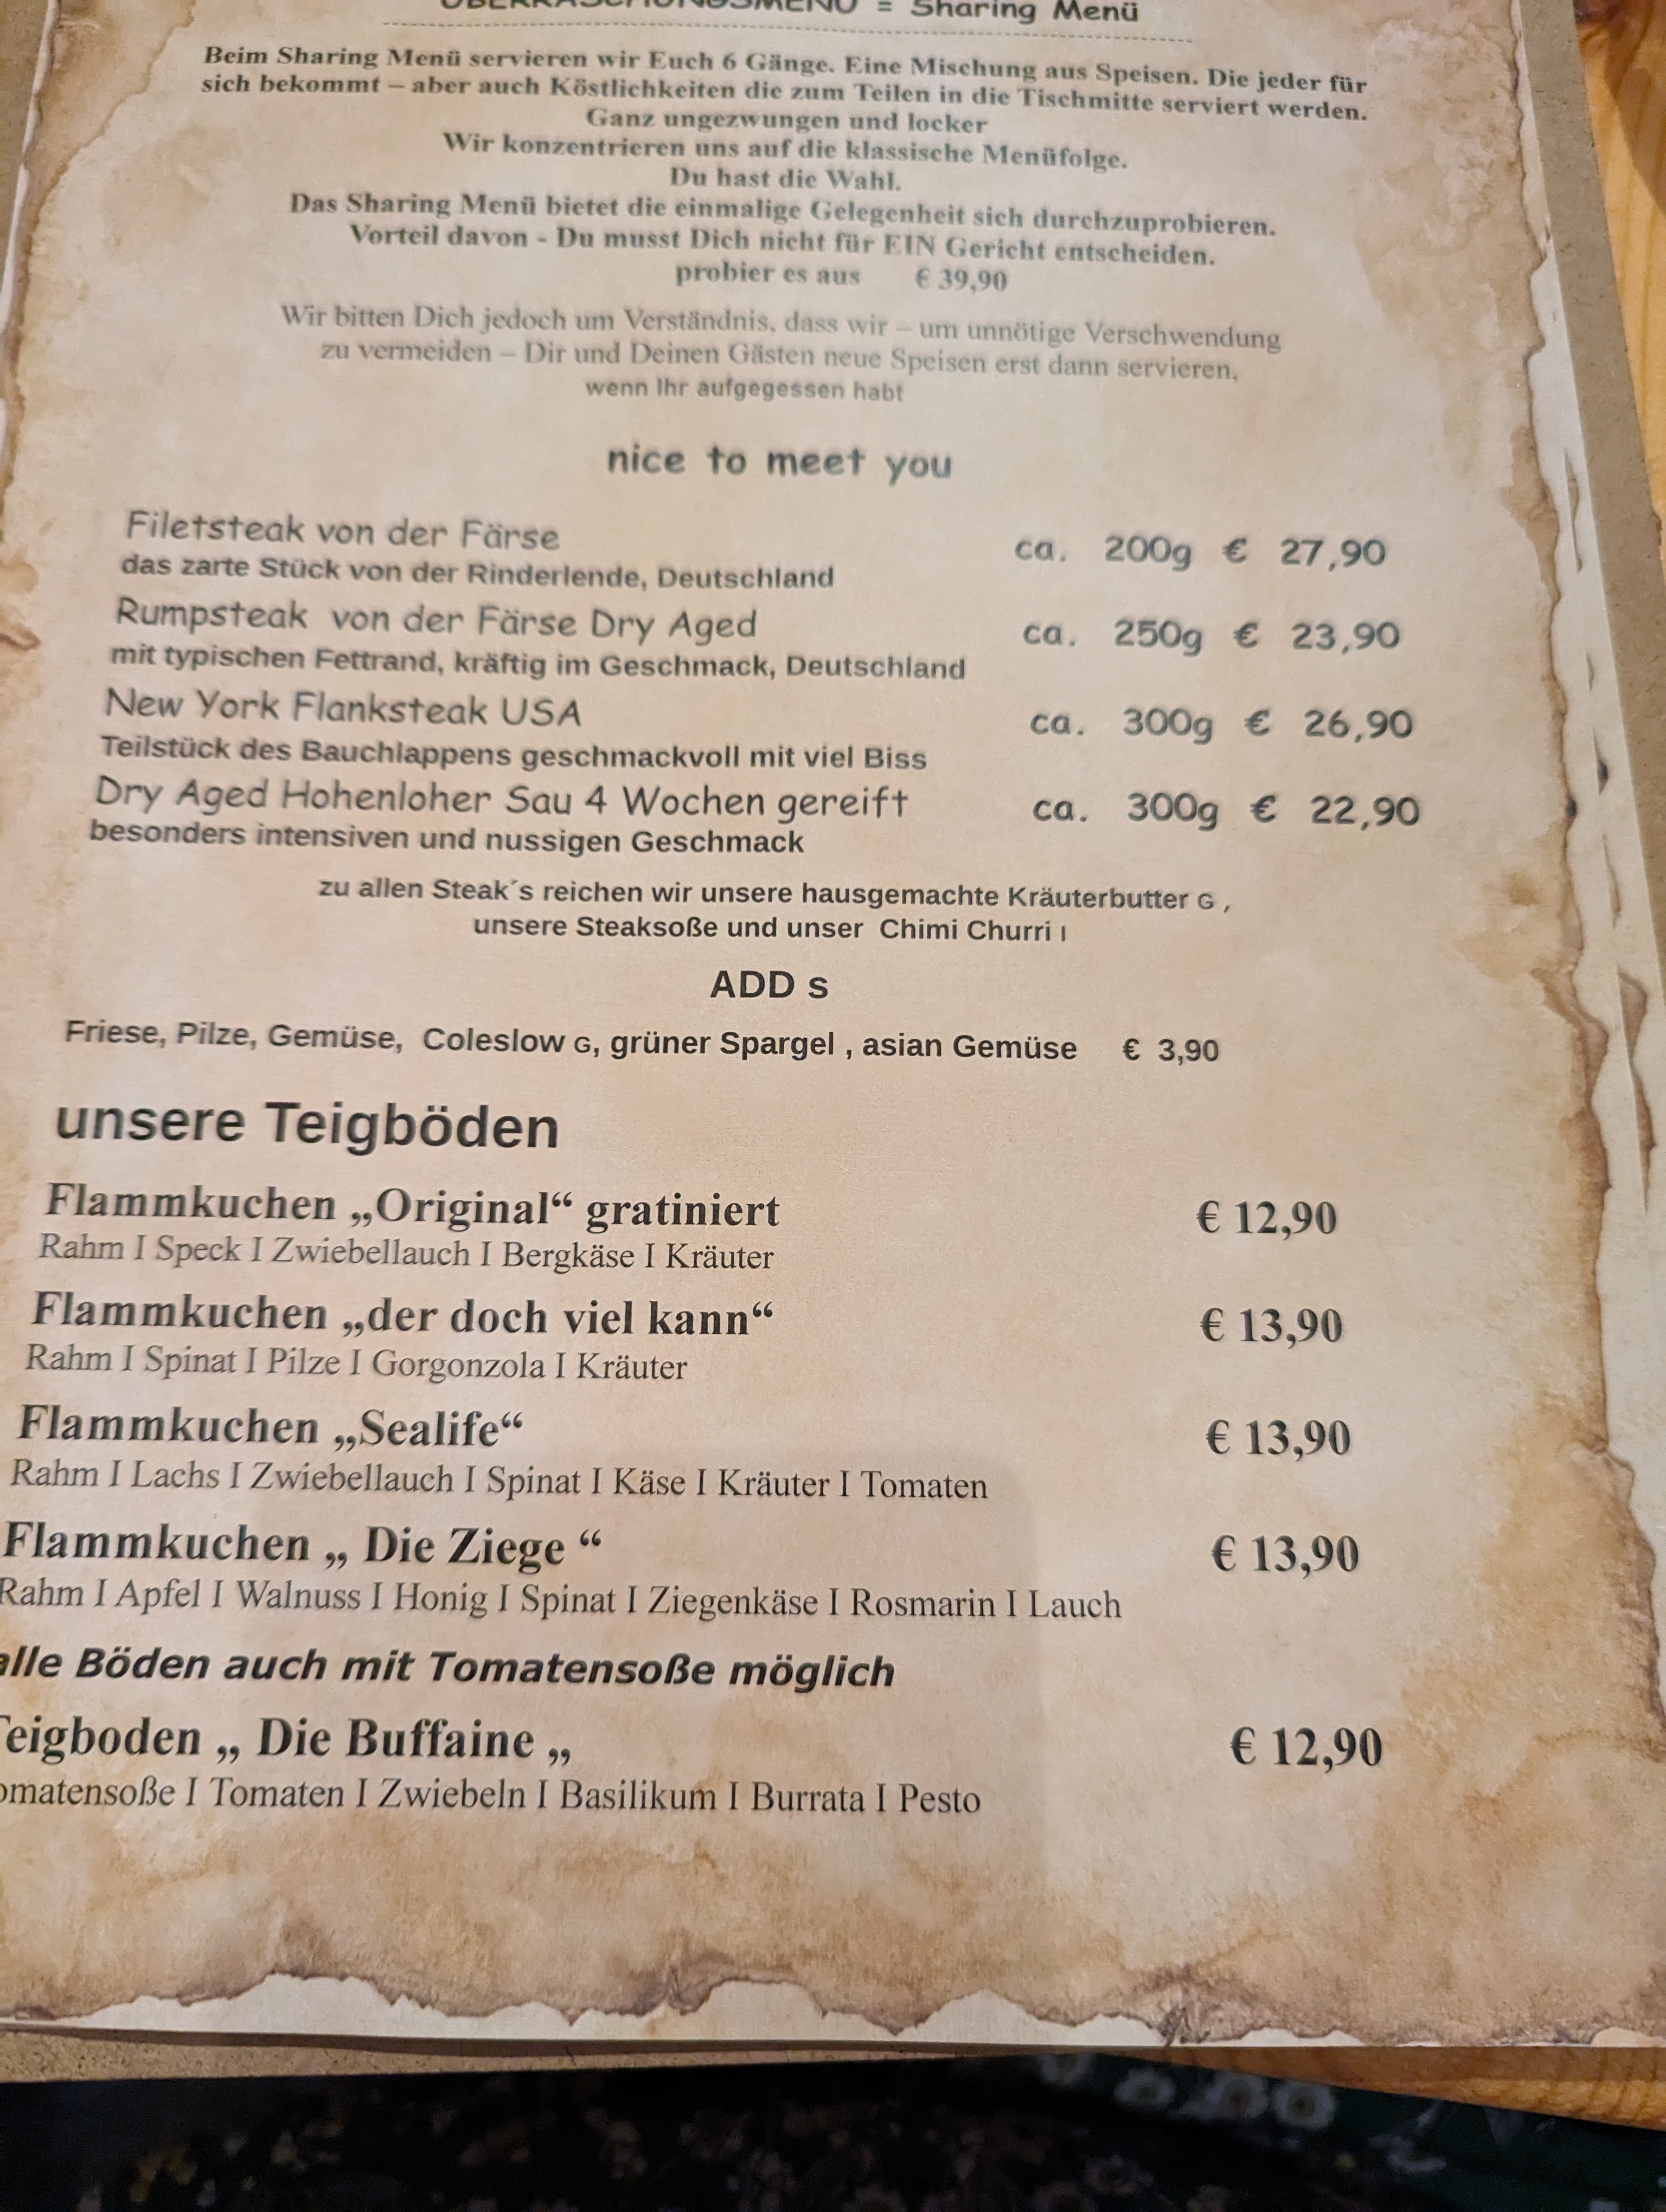 ÜBERRASCHUNGSMENÜ = Sharing Menü
Beim Sharing Menü servieren wir Euch 6 Gänge. Eine Mischung aus Speisen. Die jeder für
sich bekommt – aber auch Köstlichkeiten die zum Teilen in die Tischmitte serviert werden.
Ganz ungezwungen und locker
Wir konzentrieren uns auf die klassische Menüfolge.
Du hast die Wahl.
Das Sharing Menü bietet die einmalige Gelegenheit sich durchzuprobieren.
Vorteil davon - Du musst Dich nicht für EIN Gericht entscheiden.
probier es aus € 39,90
Wir bitten Dich jedoch um Verständnis, dass wir – um unnötige Verschwendung
zu vermeiden – Dir und Deinen Gästen neue Speisen erst dann servieren,
wenn Ihr aufgegessen habt
nice to meet you
Filetsteak von der Färse ca. 200g € 27,90
das zarte Stück von der Rinderlende, Deutschland
Rumpsteak von der Färse Dry Aged ca. 250g € 23,90
mit typischen Fettrand, kräftig im Geschmack, Deutschland
New York Flanksteak USA ca. 300g € 26,90
Teilstück des Bauchlappens geschmackvoll mit viel Biss
Dry Aged Hohenloher Sau 4 Wochen gereift ca. 300g € 22,90
besonders intensiven und nussigen Geschmack
zu allen Steak´s reichen wir unsere hausgemachte Kräuterbutter G ,
unsere Steaksoße und unser Chimi Churri I
ADD s
Friese, Pilze, Gemüse, Coleslow G, grüner Spargel , asian Gemüse € 3,90
unsere Teigböden
Flammkuchen „Original“ gratiniert € 12,90
Rahm I Speck I Zwiebellauch I Bergkäse I Kräuter
Flammkuchen „der doch viel kann“ € 13,90
Rahm I Spinat I Pilze I Gorgonzola I Kräuter
Flammkuchen „Sealife“ € 13,90
Rahm I Lachs I Zwiebellauch I Spinat I Käse I Kräuter I Tomaten
Flammkuchen „ Die Ziege “ € 13,90
Rahm I Apfel I Walnuss I Honig I Spinat I Ziegenkäse I Rosmarin I Lauch
alle Böden auch mit Tomatensoße möglich
Teigboden „ Die Buffaine „ € 12,90
omatensoße I Tomaten I Zwiebeln I Basilikum I Burrata I Pesto